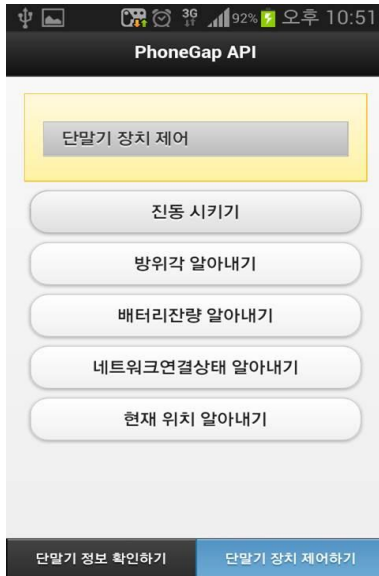 3G 92% 오후 10:51
PhoneGap API
단말기 장치 제어
진동 시키기
방위각 알아내기
배터리잔량 알아내기
네트워크연결상태 알아내기
현재 위치 알아내기
단말기 정보 확인하기 단말기 장치 제어하기